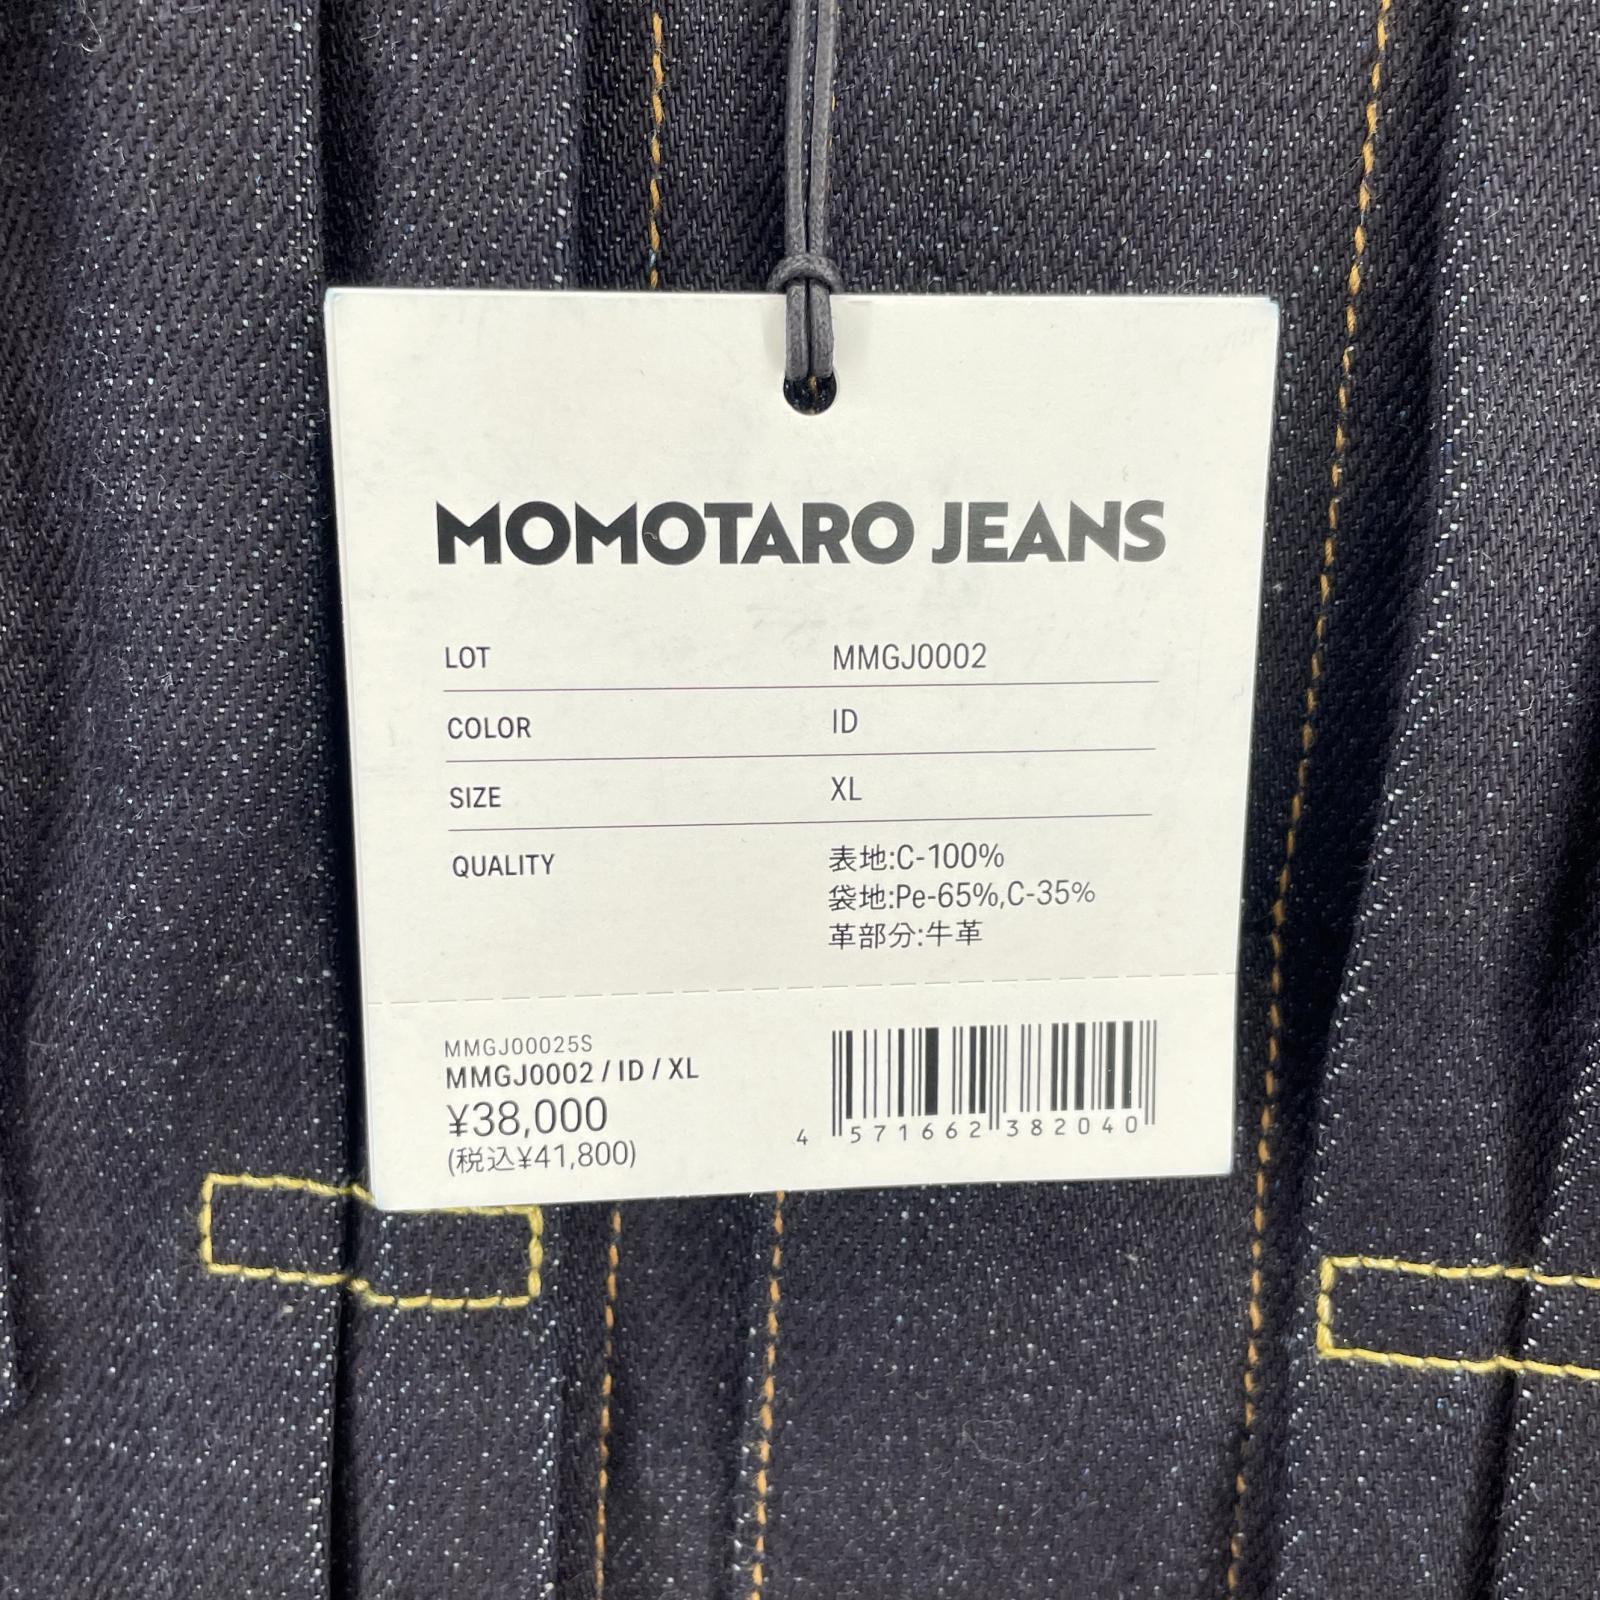 MOMOTARO JEANS
LOT MMGJ0002
COLOR ID
SIZE XL
QUALITY 表地:C-100%
袋地:Pe-65%,C-35%
革部分:牛革
MMGJ00025S
MMGJ0002 / ID / XL
¥38,000
(税込¥41,800)
4 571662 382040